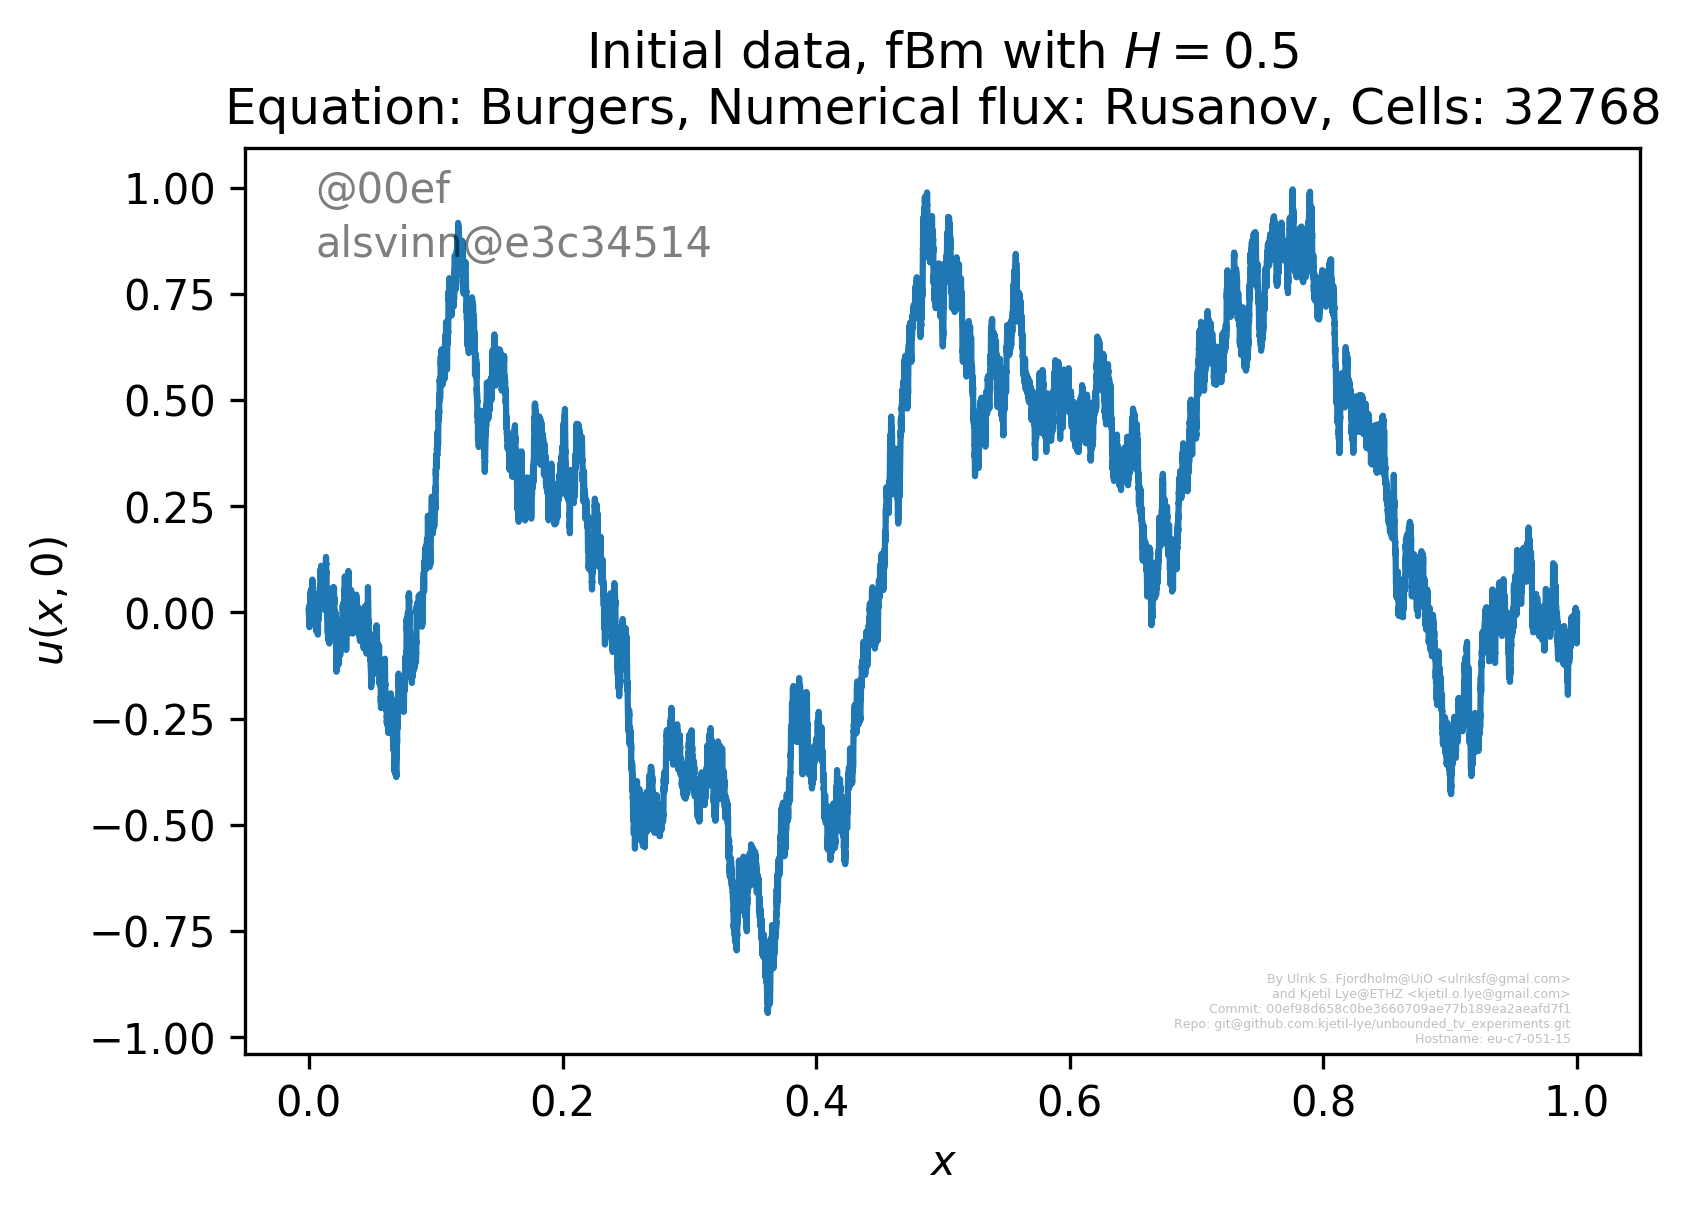 Initial data, fBm with H = 0.5
Equation: Burgers, Numerical flux: Rusanov, Cells: 32768
@00ef
alsvinn@e3c34514
1.00
0.75
0.50
0.25
0.00
−0.25
−0.50
−0.75
−1.00
u(x, 0)
By Ulrik S. Fjordholm@UiO <ulriksf@gmal.com>
and Kjetil Lye@ETHZ <kjetil.o.lye@gmail.com>
Commit: 00ef98d658c0be3660709ae77b189ea2aeafd7f1
Repo: git@github.com:kjetil-lye/unbounded_tv_experiments.git
Hostname: eu-c7-051-15
0.0 0.2 0.4 0.6 0.8 1.0
x